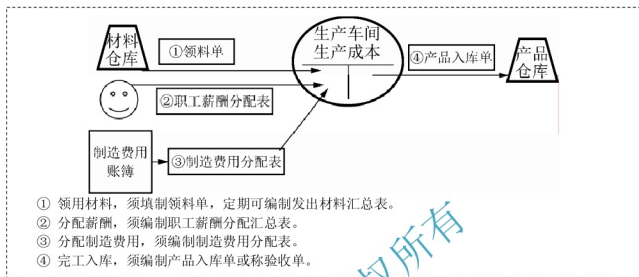 材料
仓库
①领料单
生产车间
生产成本
④产品入库单
产品
仓库
②职工薪酬分配表
制造费用
账簿
③制造费用分配表
① 领用材料，须填制领料单，定期可编制发出材料汇总表。
② 分配薪酬，须编制职工薪酬分配汇总表。
③ 分配制造费用，须编制制造费用分配表。
④ 完工入库，须编制产品入库单或称验收单。
权所有